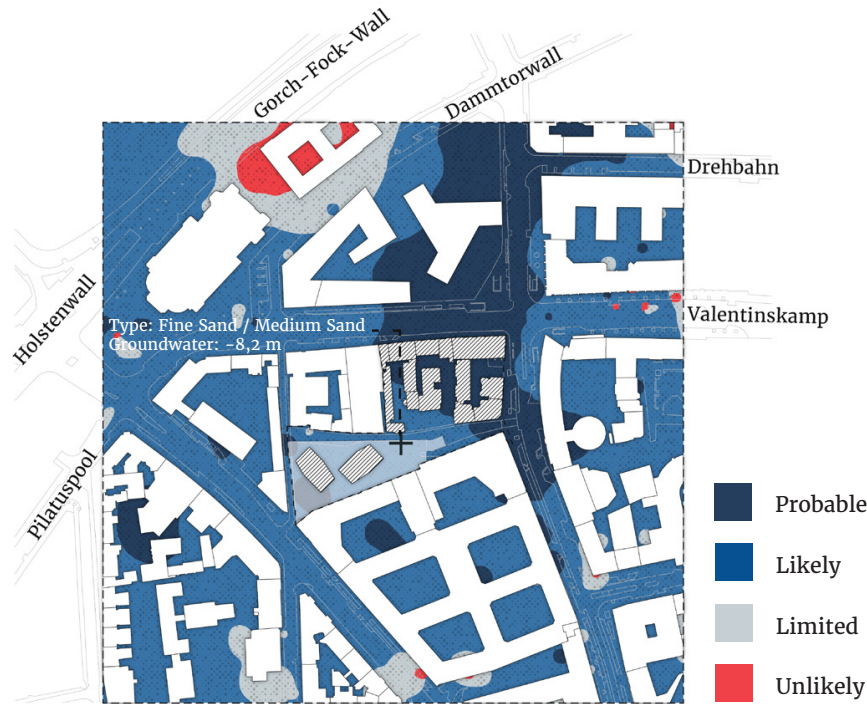 Gorch-Fock-Wall
Dammtorwall
Drehbahn
Holstenwall
Type: Fine Sand / Medium Sand
Groundwater: -8,2 m
Valentinskamp
Pilatuspool
Probable
Likely
Limited
Unlikely